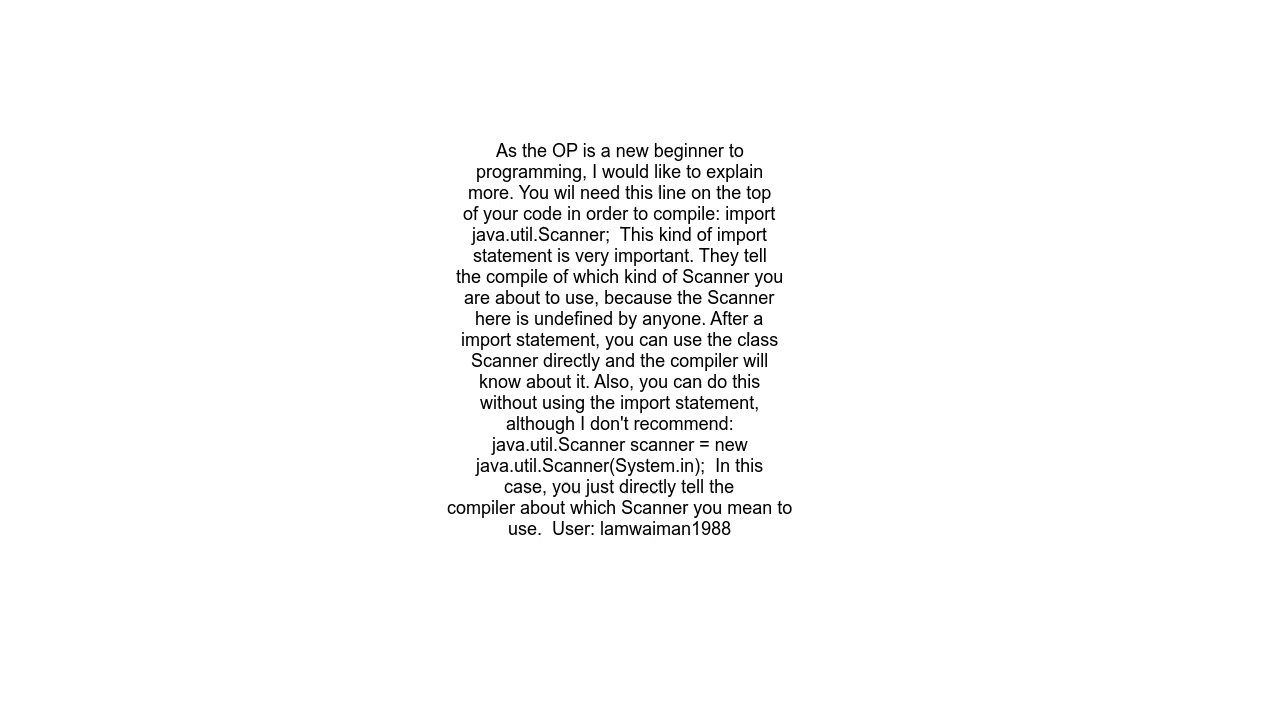 As the OP is a new beginner to
programming, I would like to explain
more. You wil need this line on the top
of your code in order to compile: import
java.util.Scanner;  This kind of import
statement is very important. They tell
the compile of which kind of Scanner you
are about to use, because the Scanner
here is undefined by anyone. After a
import statement, you can use the class
Scanner directly and the compiler will
know about it. Also, you can do this
without using the import statement,
although I don't recommend:
java.util.Scanner scanner = new
java.util.Scanner(System.in);  In this
case, you just directly tell the
compiler about which Scanner you mean to
use.  User: lamwaiman1988